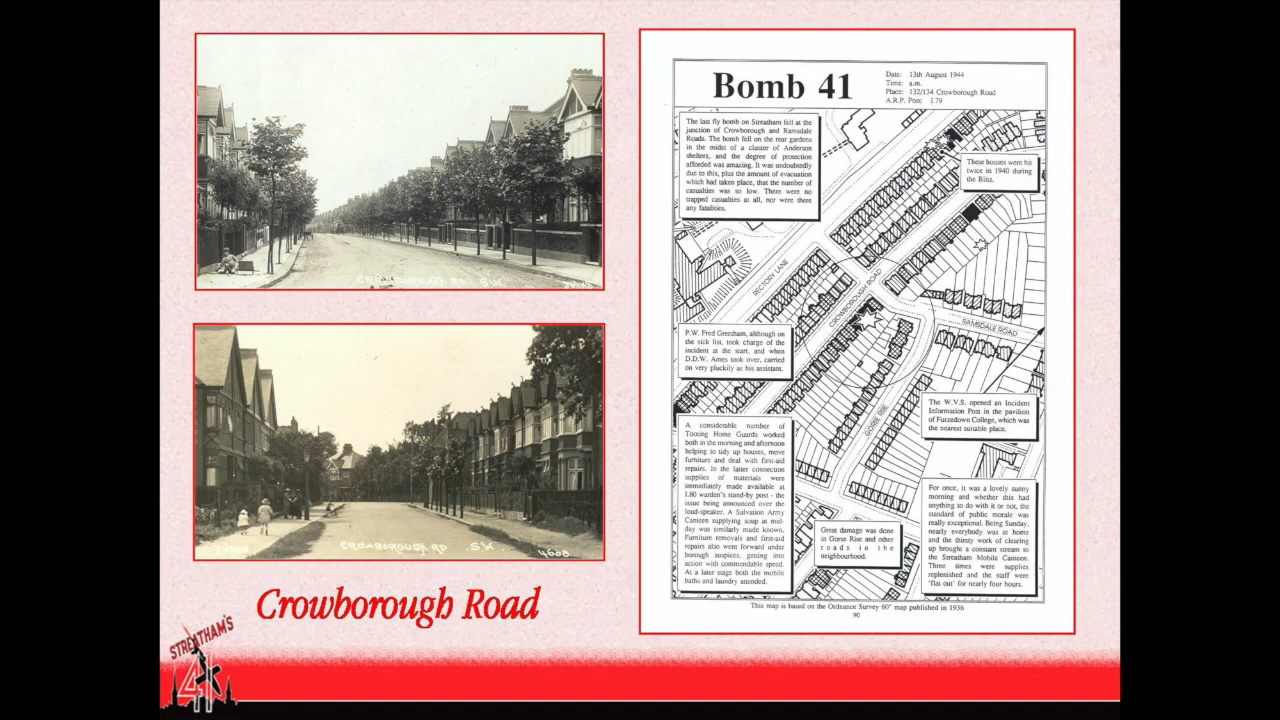 CROWBOROUGH RD S.W.
CROWBOROUGH RD S.W.
4608
Crowborough Road
STREATHAM'S
41
Bomb 41
Date: 13th August 1944
Time: a.m.
Place: 132/134 Crowborough Road
A.R.P. Post: 1.79
The last fly bomb on Streatham fell at the
junction of Crowborough and Ramsdale
Roads. The bomb fell on the rear gardens
in the midst of a cluster of Anderson
shelters, and the degree of protection
afforded was amazing. It was undoubtedly
due to this, plus the amount of evacuation
which had taken place, that the number of
casualties was so low. There were no
trapped casualties at all, nor were there
any fatalities.
These houses were hit
twice in 1940 during
the Blitz.
RECTORY LANE
CROWBOROUGH ROAD
RAMSDALE ROAD
GORSE RISE
P.W. Fred Greetham, although on
the sick list, took charge of the
incident at the start, and when
D.D.W. Ames took over, carried
on very pluckily as his assistant.
The W.V.S. opened an Incident
Information Post in the pavilion
of Furzedown College, which was
the nearest suitable place.
A considerable number of
Tooting Home Guards worked
both in the morning and afternoon
helping to tidy up houses, move
furniture and deal with first-aid
repairs. In the latter connection
supplies of materials were
immediately made available at
1.80 warden's stand-by post - the
issue being announced over the
loud-speaker. A Salvation Army
Canteen supplying soup at mid-
day was similarly made known.
Furniture removals and first-aid
repairs also went forward under
borough auspices, getting into
action with commendable speed.
At a later stage both the mobile
baths and laundry attended.
Great damage was done
in Gorse Rise and other
roads in the
neighbourhood.
For once, it was a lovely sunny
morning and whether this had
anything to do with it or not, the
standard of public morale was
really exceptional. Being Sunday,
nearly everybody was at home
and the thirsty work of clearing
up brought a constant stream to
the Streatham Mobile Canteen.
Three times were supplies
replenished and the staff were
'flat out' for nearly four hours.
This map is based on the Ordnance Survey 60" map published in 1936
90